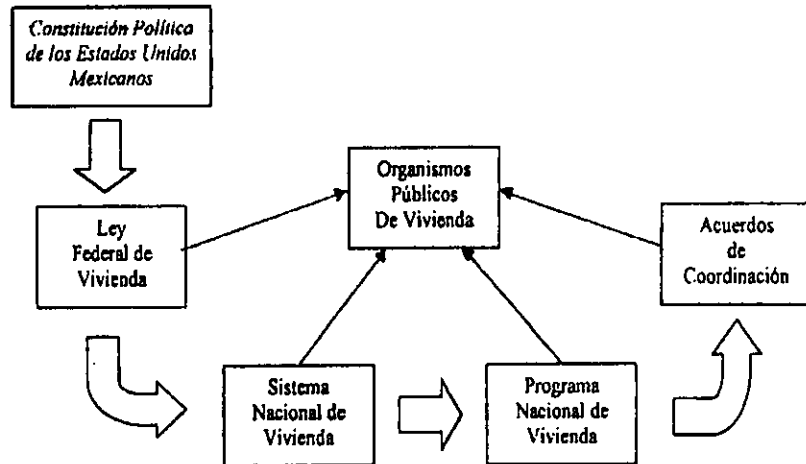 Constitución Política
de los Estados Unidos
Mexicanos
Organismos
Públicos
De Vivienda
Ley
Federal de
Vivienda
Acuerdos
de
Coordinación
Sistema
Nacional de
Vivienda
Programa
Nacional de
Vivienda